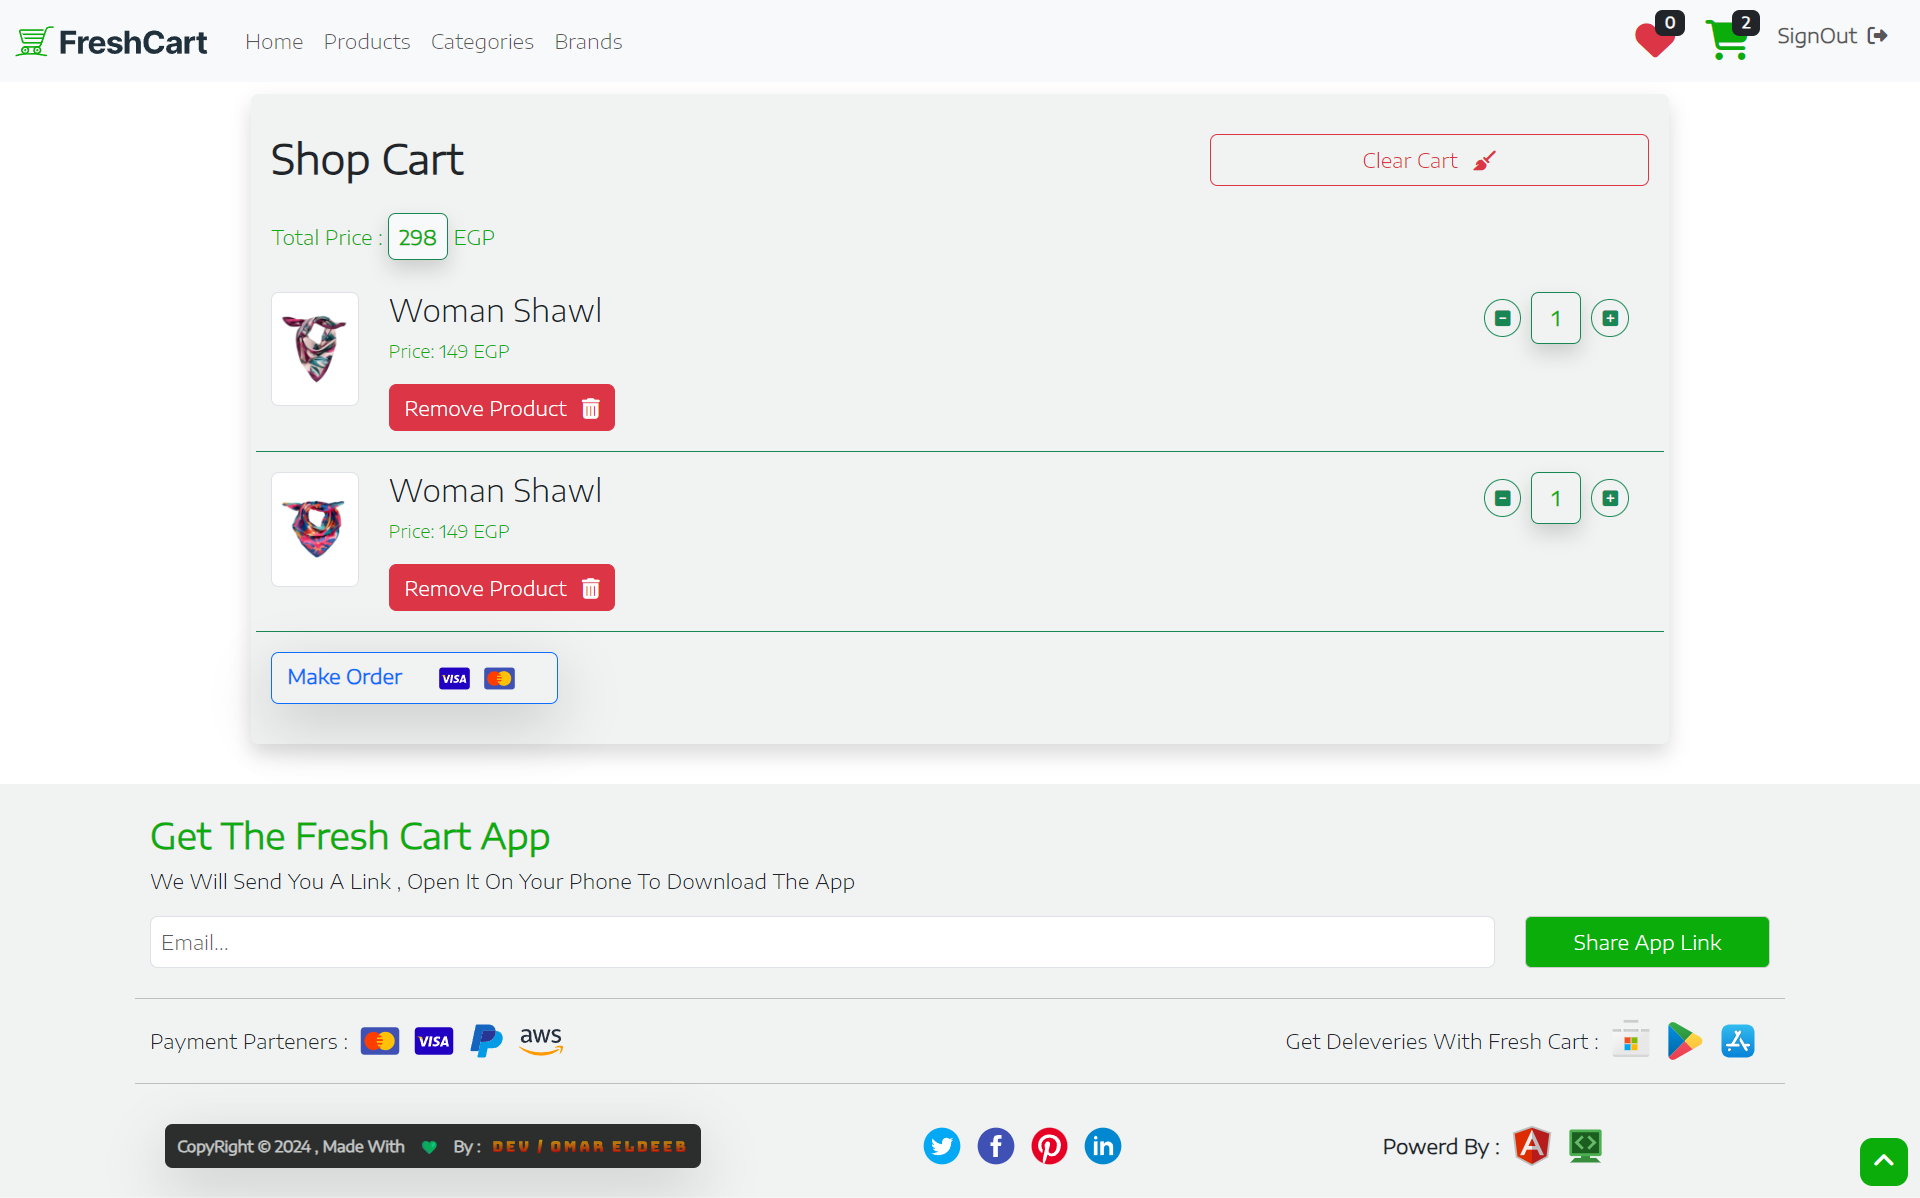 FreshCart Home Products Categories Brands 0 2 SignOut
Shop Cart Clear Cart
Total Price : 298 EGP
Woman Shawl
1
Price: 149 EGP
Remove Product
Woman Shawl
1
Price: 149 EGP
Remove Product
Make Order VISA
Get The Fresh Cart App
We Will Send You A Link , Open It On Your Phone To Download The App
Email... Share App Link
Payment Parteners : VISA aws Get Deleveries With Fresh Cart :
CopyRight © 2024 , Made With By : DEV / OMAR ELDEEB Powerd By :